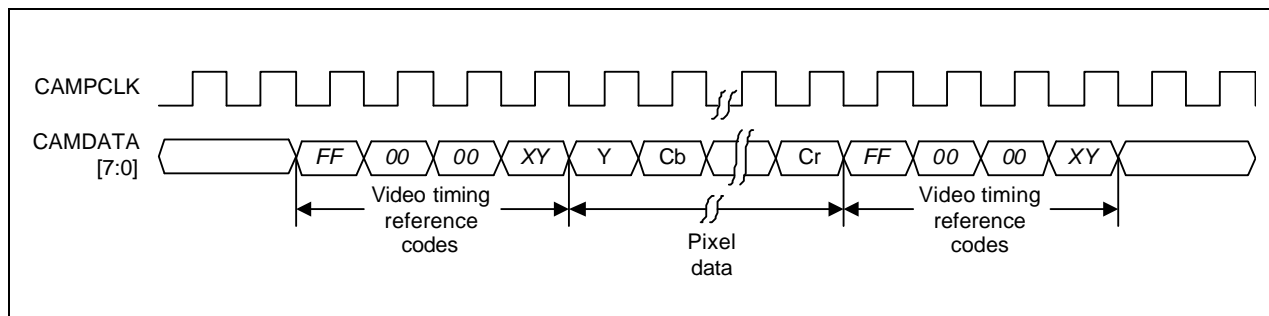 CAMPCLK
CAMDATA
[7:0]
FF 00 00 XY Y Cb Cr FF 00 00 XY
Video timing
reference
codes
Pixel
data
Video timing
reference
codes